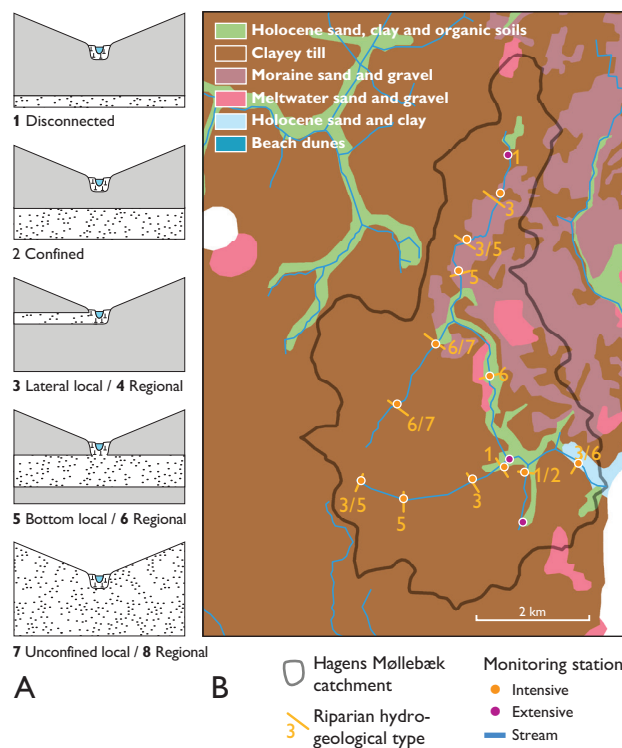 1 Disconnected
2 Confined
3 Lateral local / 4 Regional
5 Bottom local / 6 Regional
7 Unconfined local / 8 Regional
A
Holocene sand, clay and organic soils
Clayey till
Moraine sand and gravel
Meltwater sand and gravel
Holocene sand and clay
Beach dunes
1
3
3/5
5
6/7
6
6/7
1
3/6
1/2
3
3/5
5
2 km
B
Hagens Møllebæk
catchment
Riparian hydro-
geological type
3
Monitoring station
Intensive
Extensive
Stream